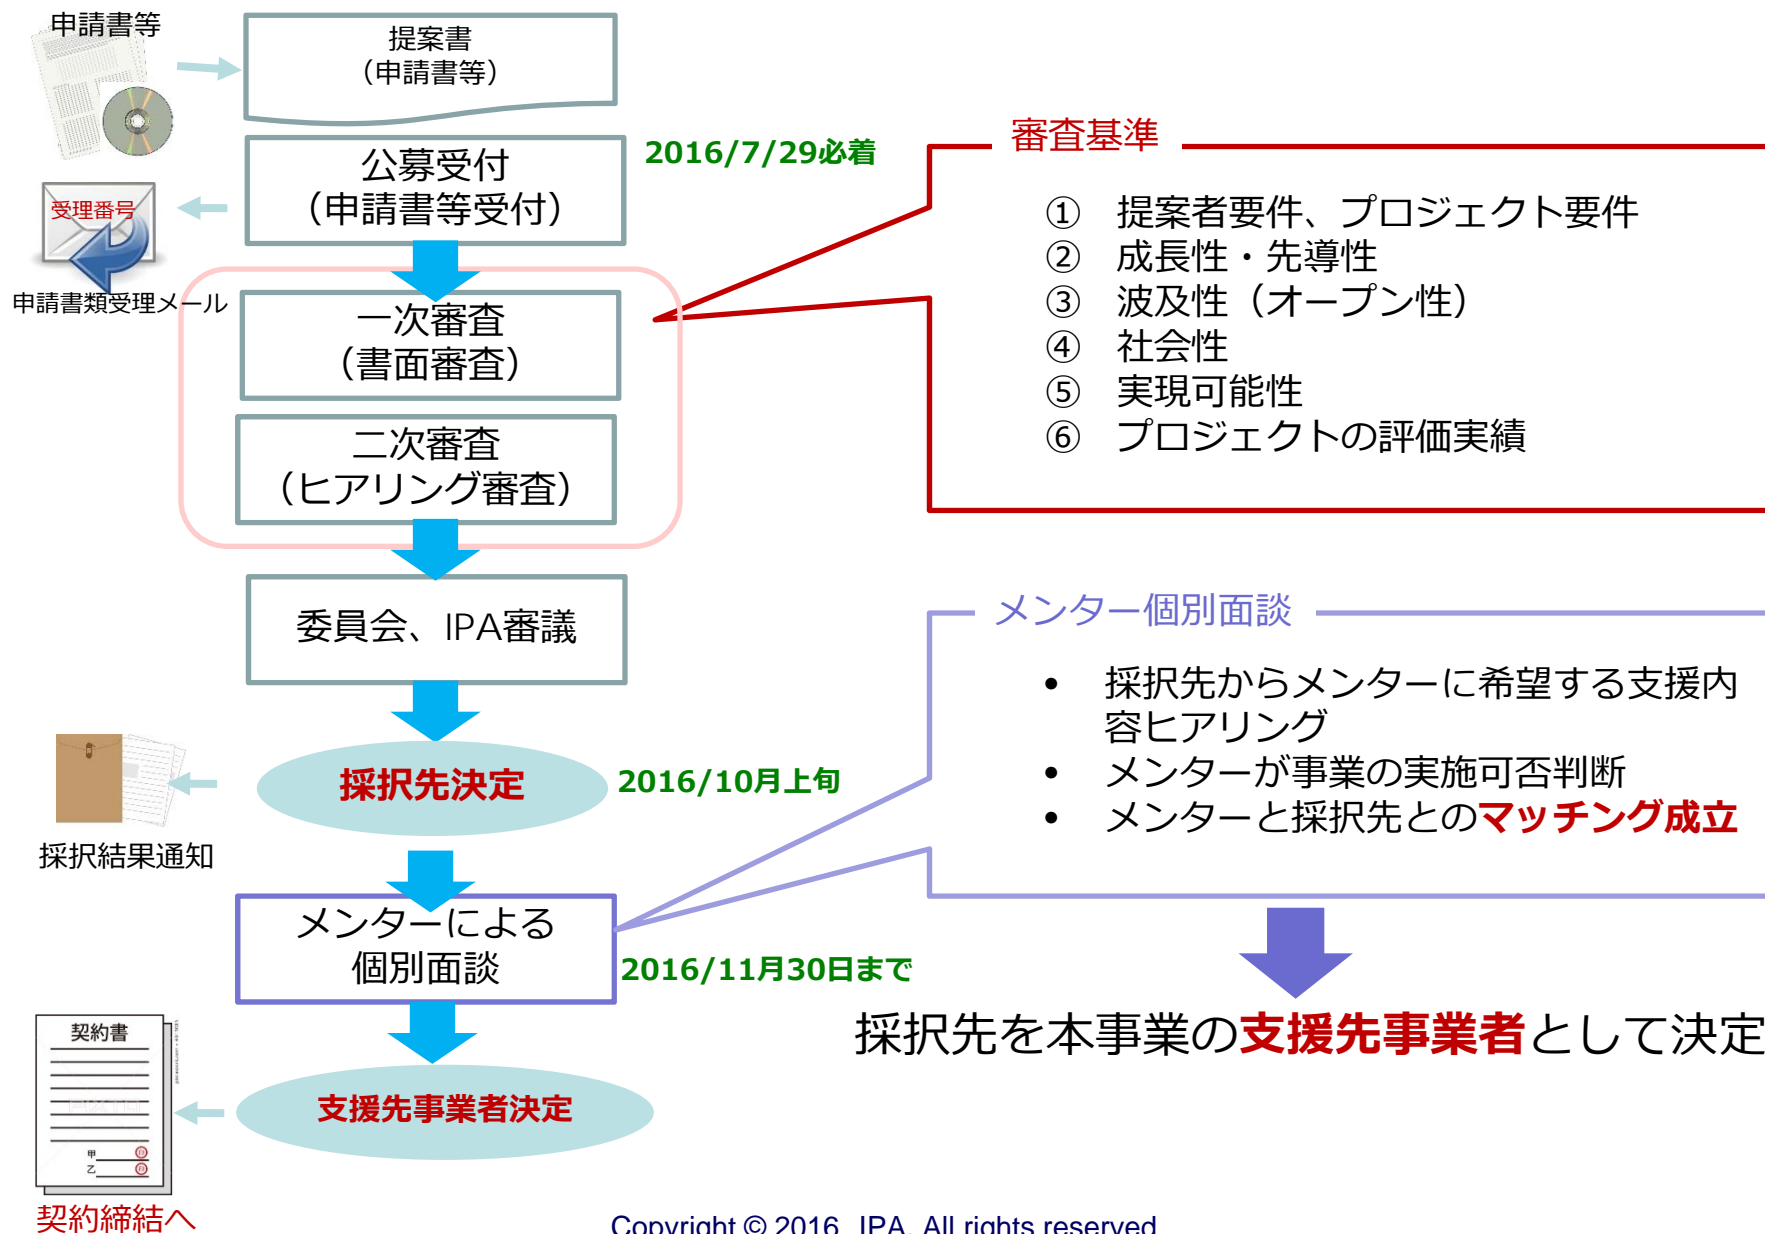 申請書等
提案書
（申請書等）
公募受付
（申請書等受付）
2016/7/29必着
受理番号
申請書類受理メール
一次審査
（書面審査）
二次審査
（ヒアリング審査）
審査基準
① 提案者要件、プロジェクト要件
② 成長性・先導性
③ 波及性（オープン性）
④ 社会性
⑤ 実現可能性
⑥ プロジェクトの評価実績
委員会、IPA審議
採択先決定
2016/10月上旬
採択結果通知
メンターによる
個別面談
2016/11月30日まで
メンター個別面談
• 採択先からメンターに希望する支援内
容ヒアリング
• メンターが事業の実施可否判断
• メンターと採択先とのマッチング成立
採択先を本事業の支援先事業者として決定
支援先事業者決定
契約書
甲
乙
契約締結へ
Copyright © 2016 IPA, All rights reserved